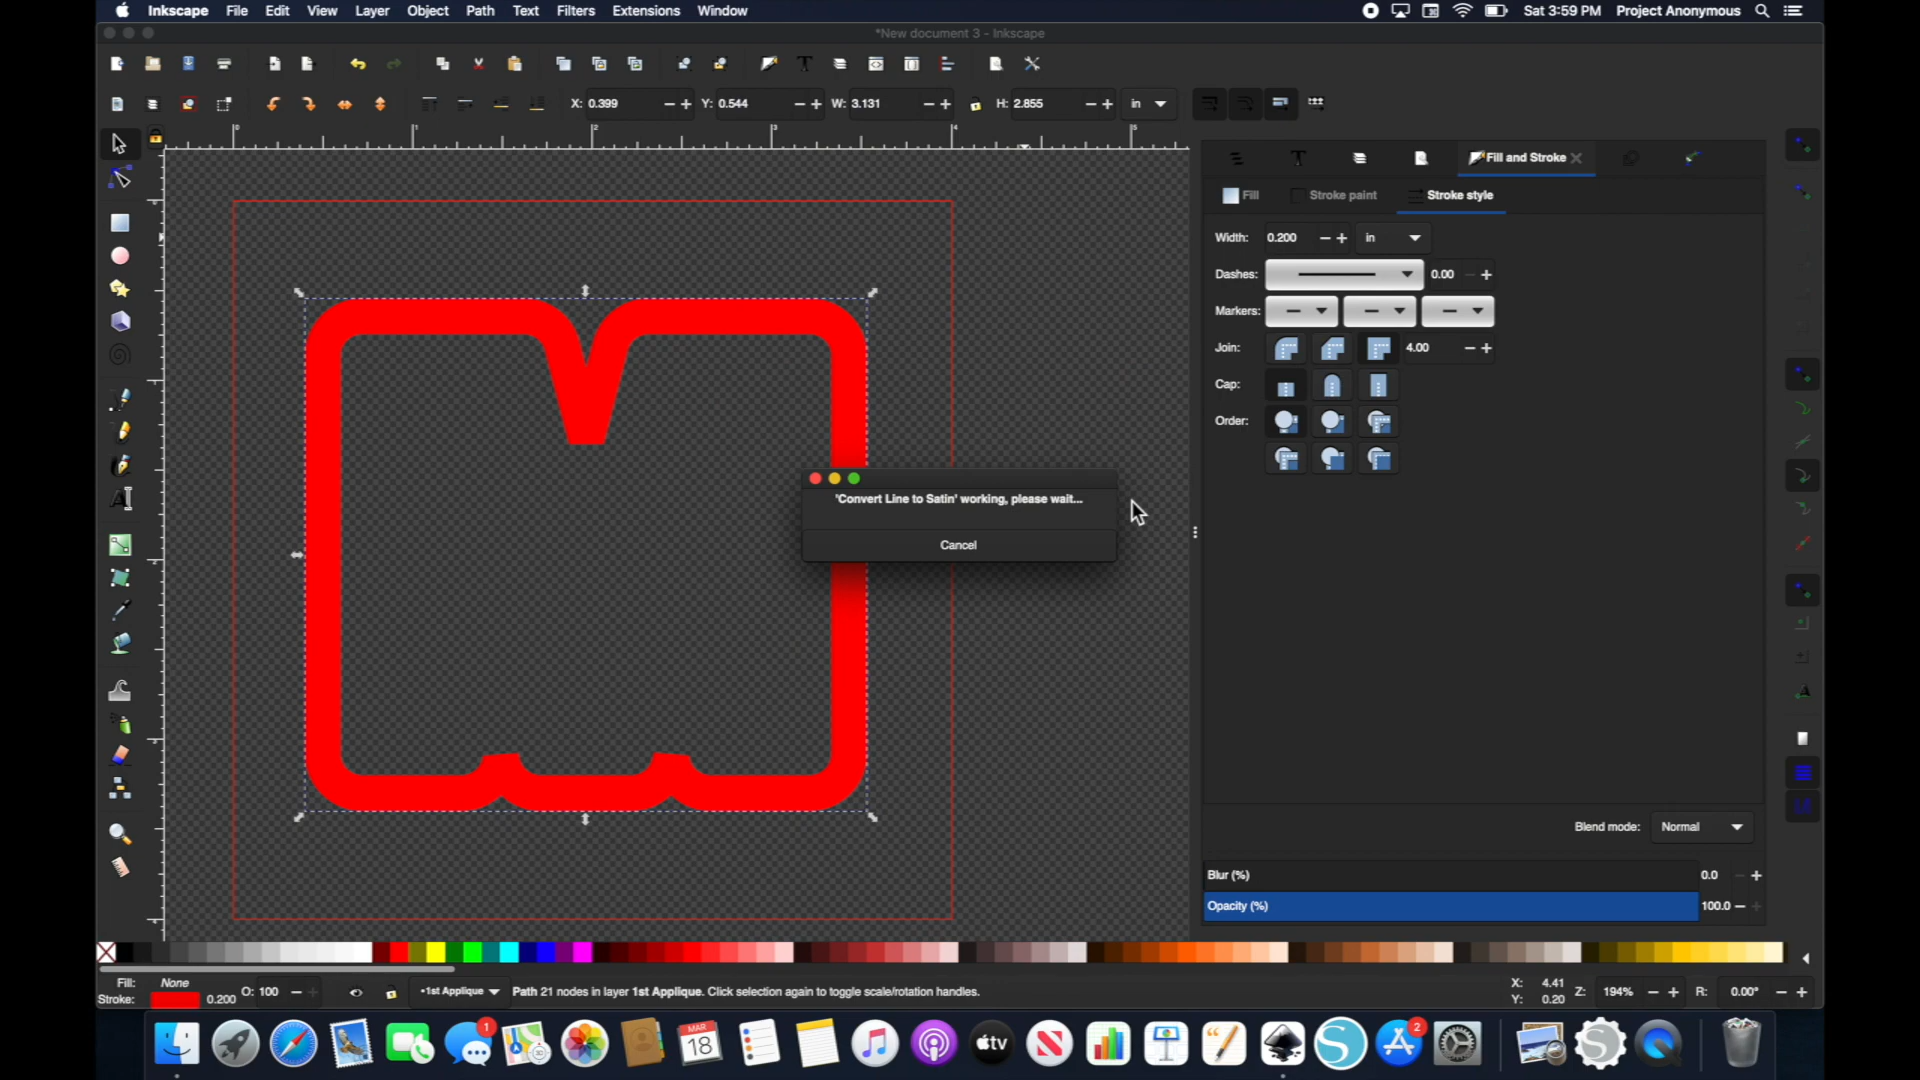 Inkscape File Edit View Layer Object Path Text Filters Extensions Window Sat 3:59 PM Project Anonymous
*New document 3 - Inkscape
X: 0.399 Y: 0.544 W: 3.131 H: 2.855 in
Fill and Stroke
Fill Stroke paint Stroke style
Width: 0.200 in
Dashes: 0.00
Markers:
Join: 4.00
Cap:
Order:
'Convert Line to Satin' working, please wait...
Cancel
Blend mode: Normal
Blur (%) 0.0
Opacity (%) 100.0
Fill: None
Stroke: 0.200 O: 100 •1st Applique Path 21 nodes in layer 1st Applique. Click selection again to toggle scale/rotation handles. X: 4.41 Y: 0.20 Z: 194% R: 0.00°
1 MAR 18 tv 2